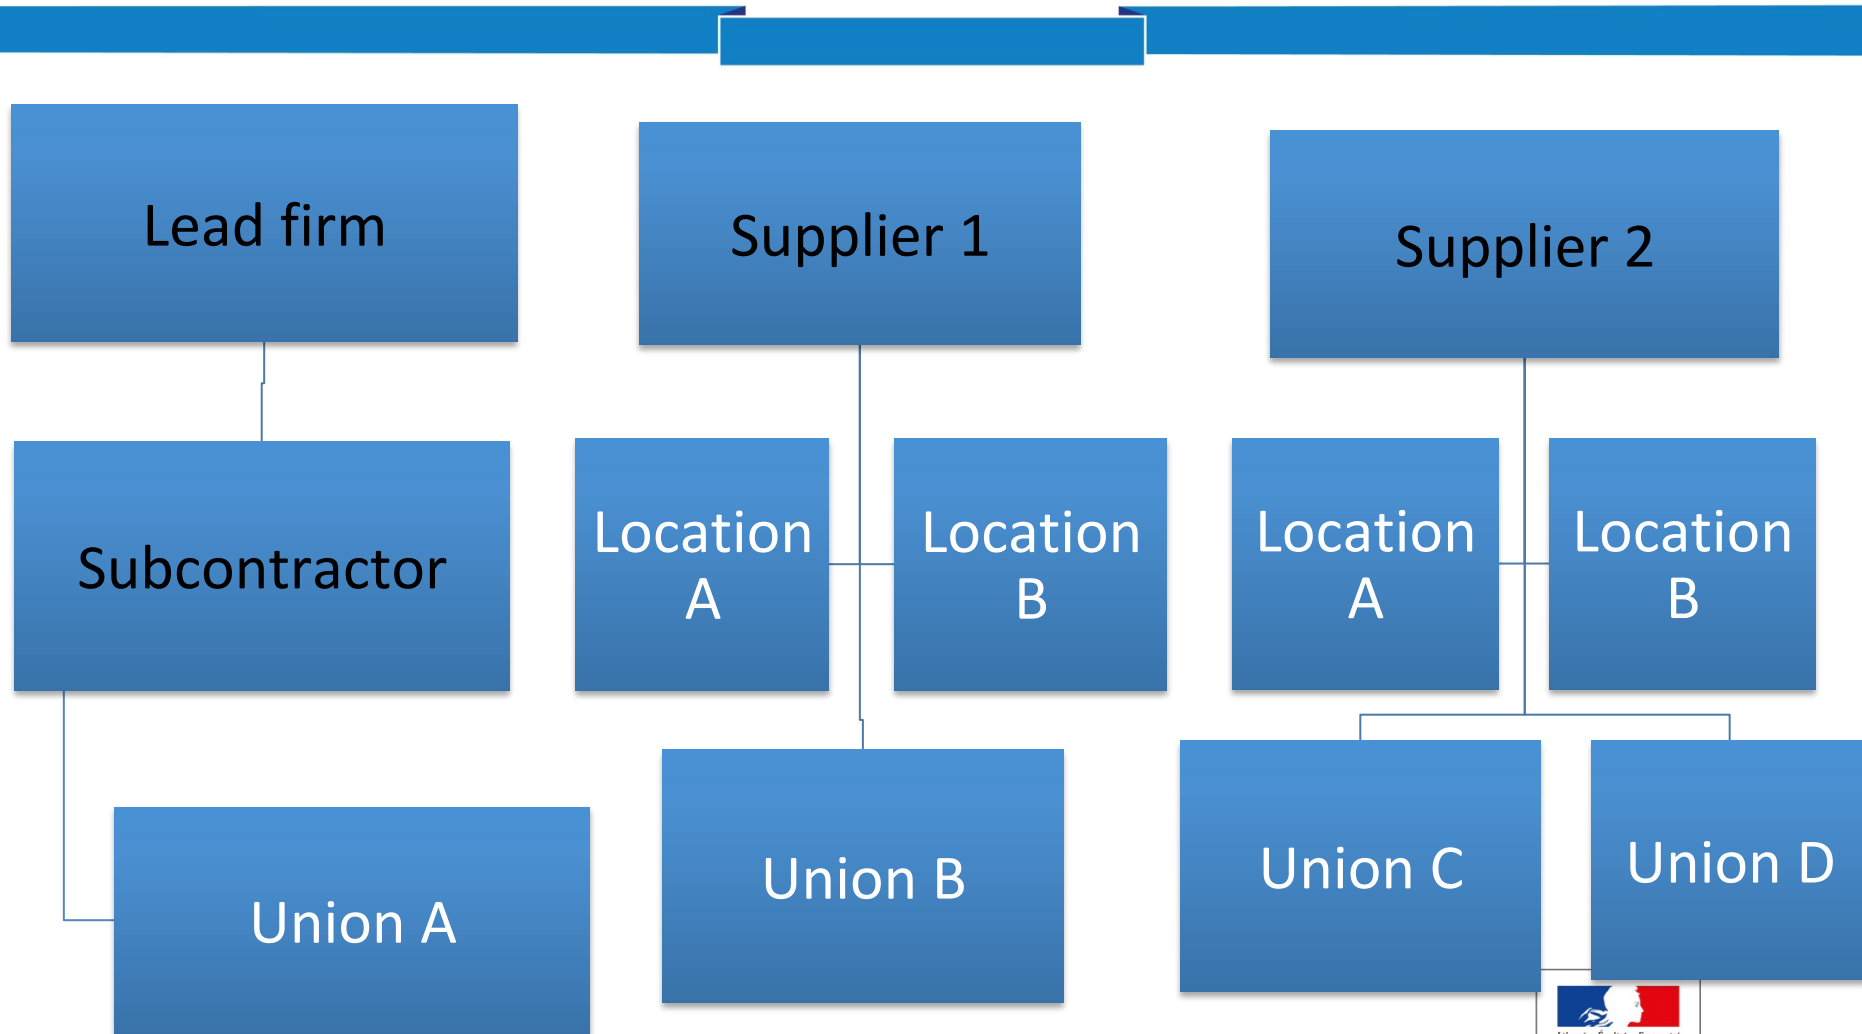 Lead firm
Supplier 1
Supplier 2
Subcontractor
Location
A
Location
B
Location
A
Location
B
Union A
Union B
Union C
Union D